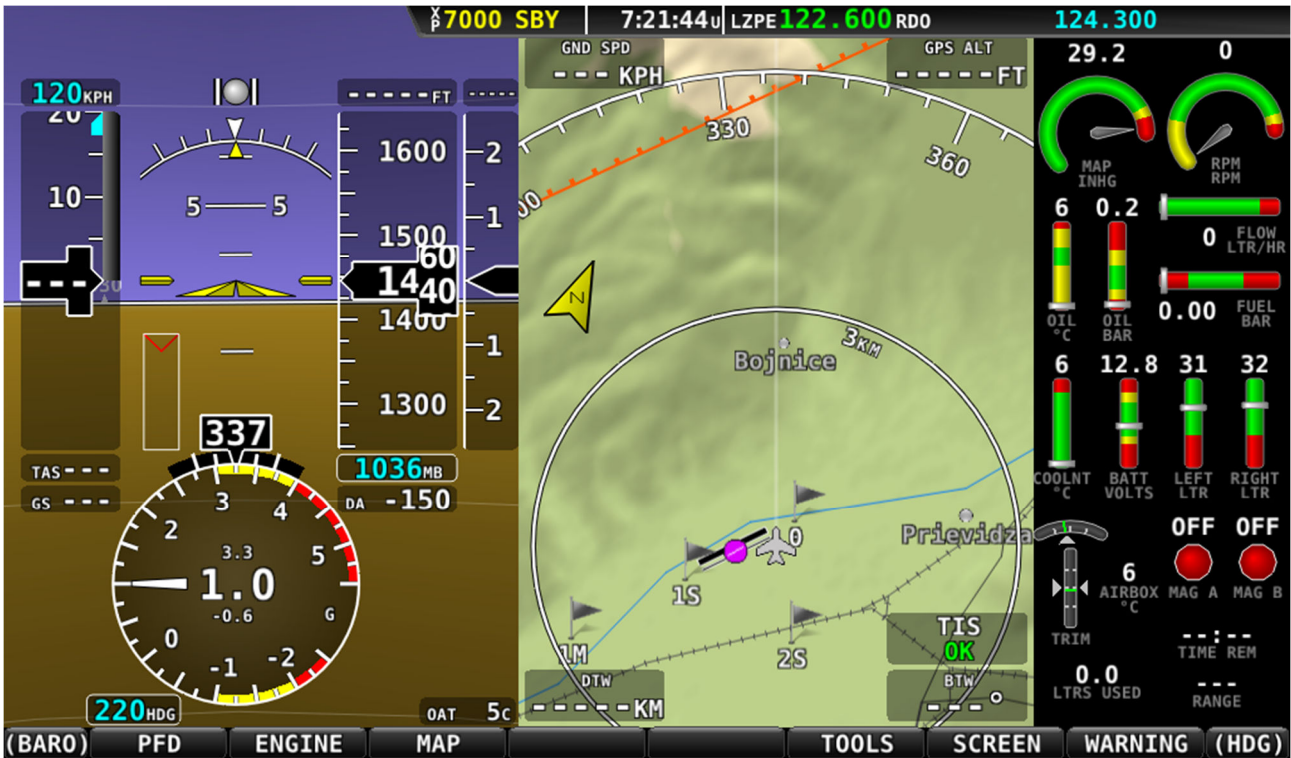 XP 7000 SBY 7:21:44U LZPE 122.600 RDO 124.300
120KPH
-----FT
-----
20
10
30
---
5 5
1600
1500
1400
1300
14
60
40
2
1
1
2
337
TAS---
GS ---
1036MB
DA -150
3
4
2
5
3.3
1.0
-0.6
G
0
-1
-2
220HDG
OAT 5C
GND SPD
---KPH
GPS ALT
-----FT
330
360
00
N
3KM
Bojnice
Prievidza
0
1S
1M
2S
TIS
OK
DTW
-----KM
BTW
---°
29.2
0
MAP
INHG
RPM
RPM
6
0.2
OIL
°C
OIL
BAR
0
FLOW
LTR/HR
0.00
FUEL
BAR
6
12.8
31
32
COOLNT
°C
BATT
VOLTS
LEFT
LTR
RIGHT
LTR
OFF
OFF
6
AIRBOX
°C
MAG A
MAG B
TRIM
--:--
TIME REM
0.0
LTRS USED
---
RANGE
(BARO) PFD ENGINE MAP TOOLS SCREEN WARNING (HDG)